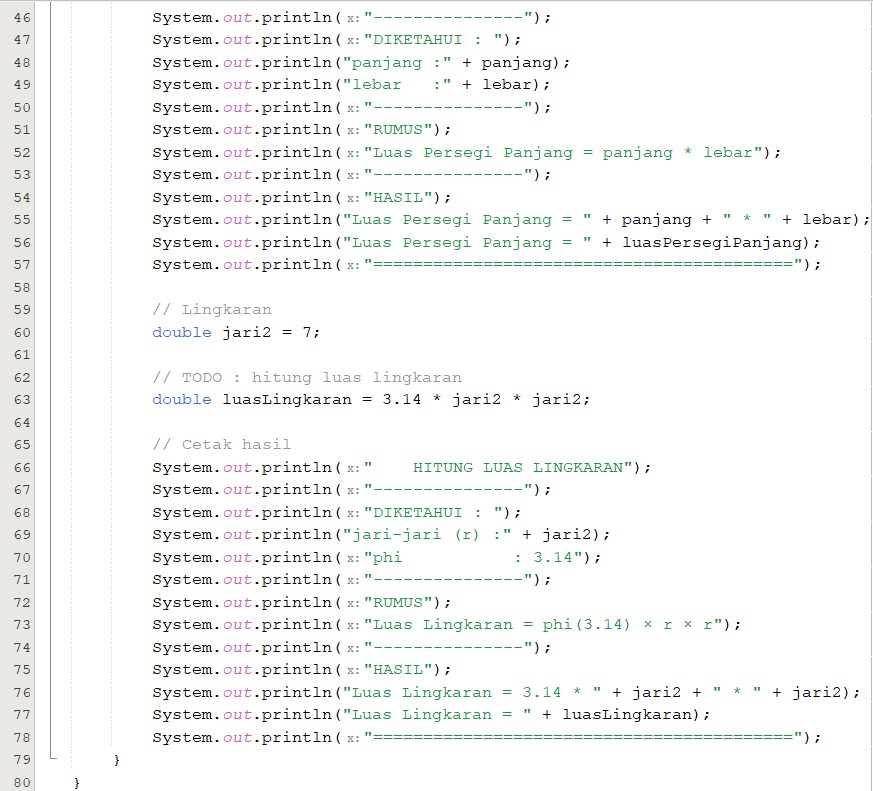 46 System.out.println( x: "---------------");
47 System.out.println( x: "DIKETAHUI : ");
48 System.out.println("panjang :" + panjang);
49 System.out.println("lebar   :" + lebar);
50 System.out.println( x: "---------------");
51 System.out.println( x: "RUMUS");
52 System.out.println( x: "Luas Persegi Panjang = panjang * lebar");
53 System.out.println( x: "---------------");
54 System.out.println( x: "HASIL");
55 System.out.println("Luas Persegi Panjang = " + panjang + " * " + lebar);
56 System.out.println("Luas Persegi Panjang = " + luasPersegiPanjang);
57 System.out.println( x: "==========================================");
58
59 // Lingkaran
60 double jari2 = 7;
61
62 // TODO : hitung luas lingkaran
63 double luasLingkaran = 3.14 * jari2 * jari2;
64
65 // Cetak hasil
66 System.out.println( x: "    HITUNG LUAS LINGKARAN");
67 System.out.println( x: "---------------");
68 System.out.println( x: "DIKETAHUI : ");
69 System.out.println("jari-jari (r) :" + jari2);
70 System.out.println( x: "phi           : 3.14");
71 System.out.println( x: "---------------");
72 System.out.println( x: "RUMUS");
73 System.out.println( x: "Luas Lingkaran = phi(3.14) × r × r");
74 System.out.println( x: "---------------");
75 System.out.println( x: "HASIL");
76 System.out.println("Luas Lingkaran = 3.14 * " + jari2 + " * " + jari2);
77 System.out.println("Luas Lingkaran = " + luasLingkaran);
78 System.out.println( x: "==========================================");
79 }
80 }